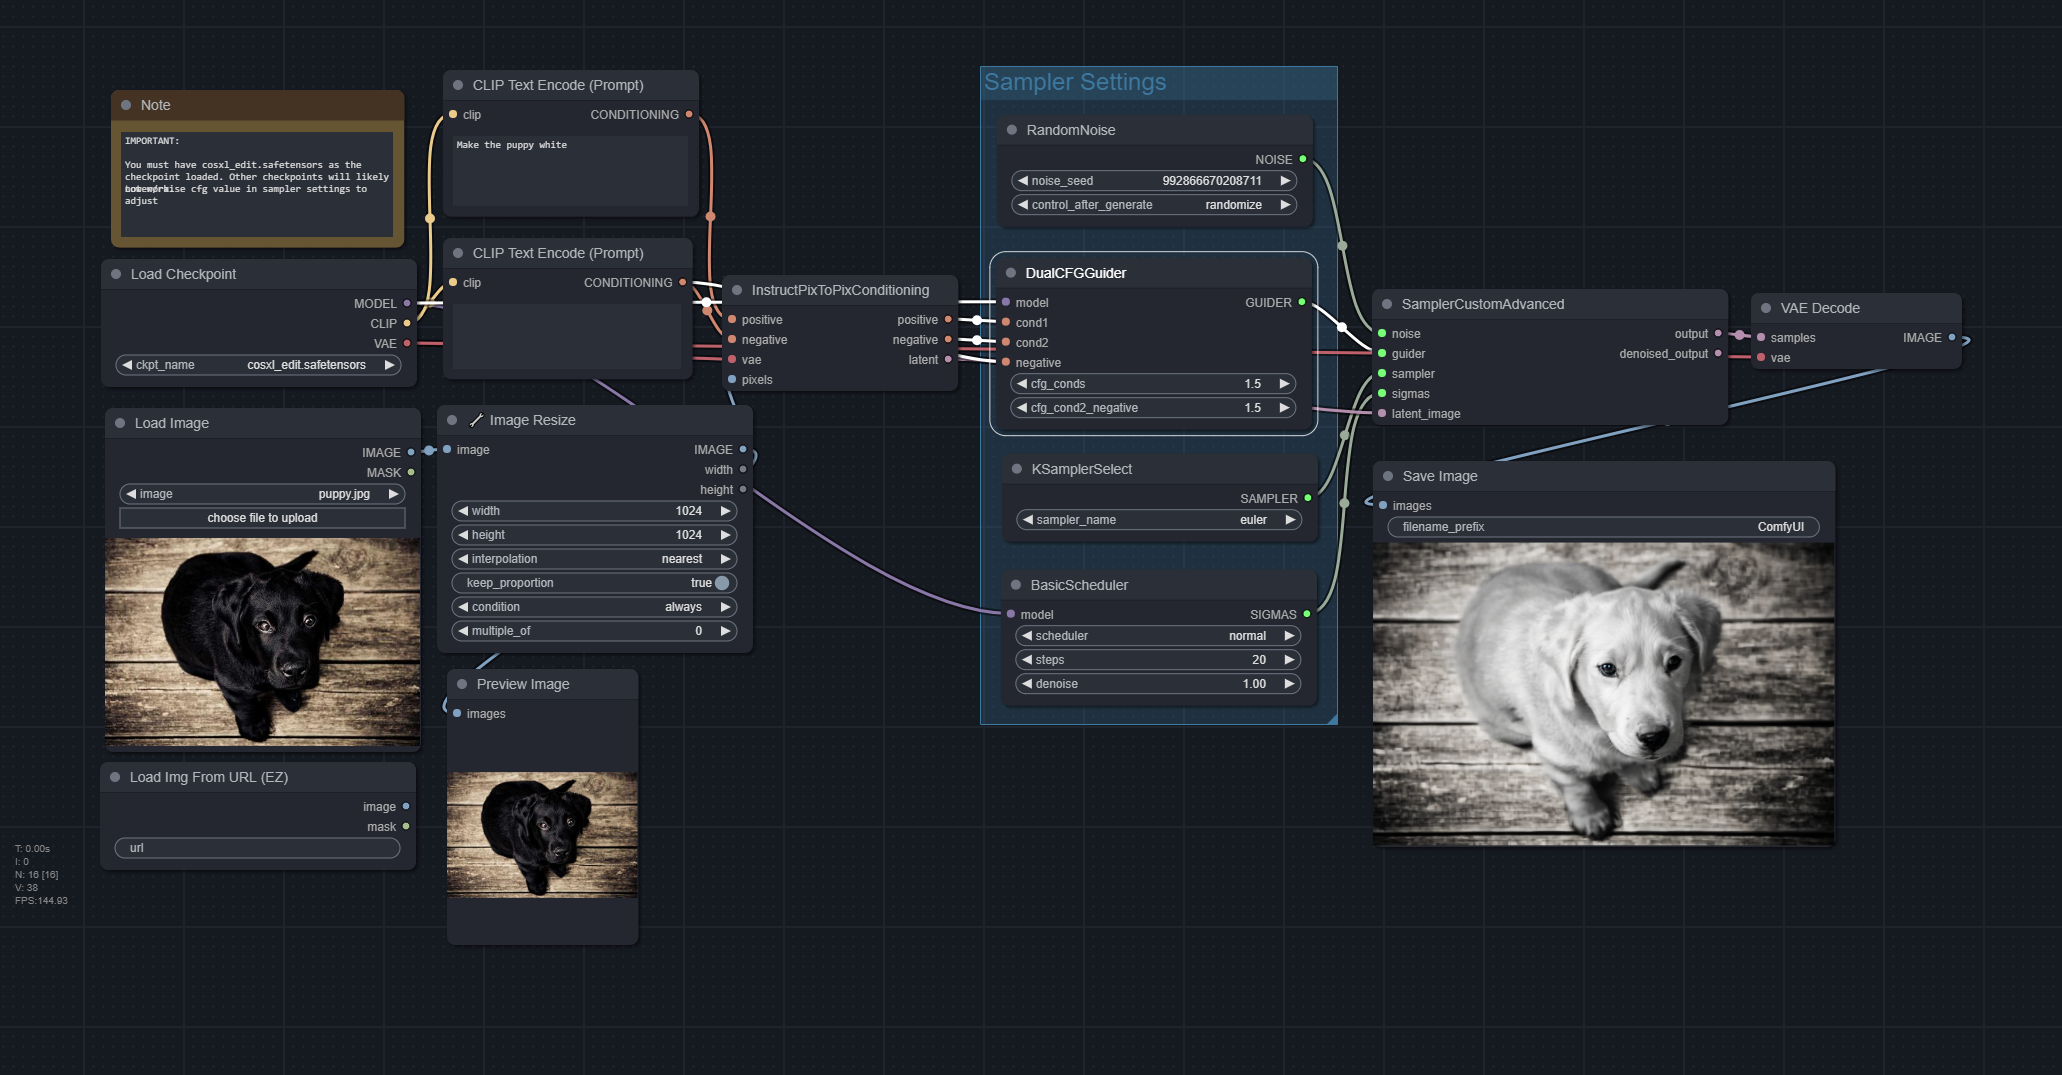 Note
IMPORTANT:
You must have cosxl_edit.safetensors as the
checkpoint loaded. Other checkpoints will likely
raise cfg value in sampler settings to
adjust
Load Checkpoint
MODEL
CLIP
VAE
ckpt_name cosxl_edit.safetensors
Load Image
IMAGE
MASK
image puppy.jpg
choose file to upload
Load Img From URL (EZ)
image
mask
url
T: 0.00s
I: 0
N: 16 [16]
V: 38
FPS:144.93
CLIP Text Encode (Prompt)
clip CONDITIONING
Make the puppy white
CLIP Text Encode (Prompt)
clip CONDITIONING
Image Resize
image IMAGE
width
height
width 1024
height 1024
interpolation nearest
keep_proportion true
condition always
multiple_of 0
Preview Image
images
InstructPixToPixConditioning
positive positive
negative negative
vae latent
pixels
Sampler Settings
RandomNoise
NOISE
noise_seed 992866670208711
control_after_generate randomize
DualCFGGuider
model GUIDER
cond1
cond2
negative
cfg_conds 1.5
cfg_cond2_negative 1.5
KSamplerSelect
SAMPLER
sampler_name euler
BasicScheduler
model SIGMAS
scheduler normal
steps 20
denoise 1.00
SamplerCustomAdvanced
noise output
guider denoised_output
sampler
sigmas
latent_image
VAE Decode
samples IMAGE
vae
Save Image
images
filename_prefix ComfyUI